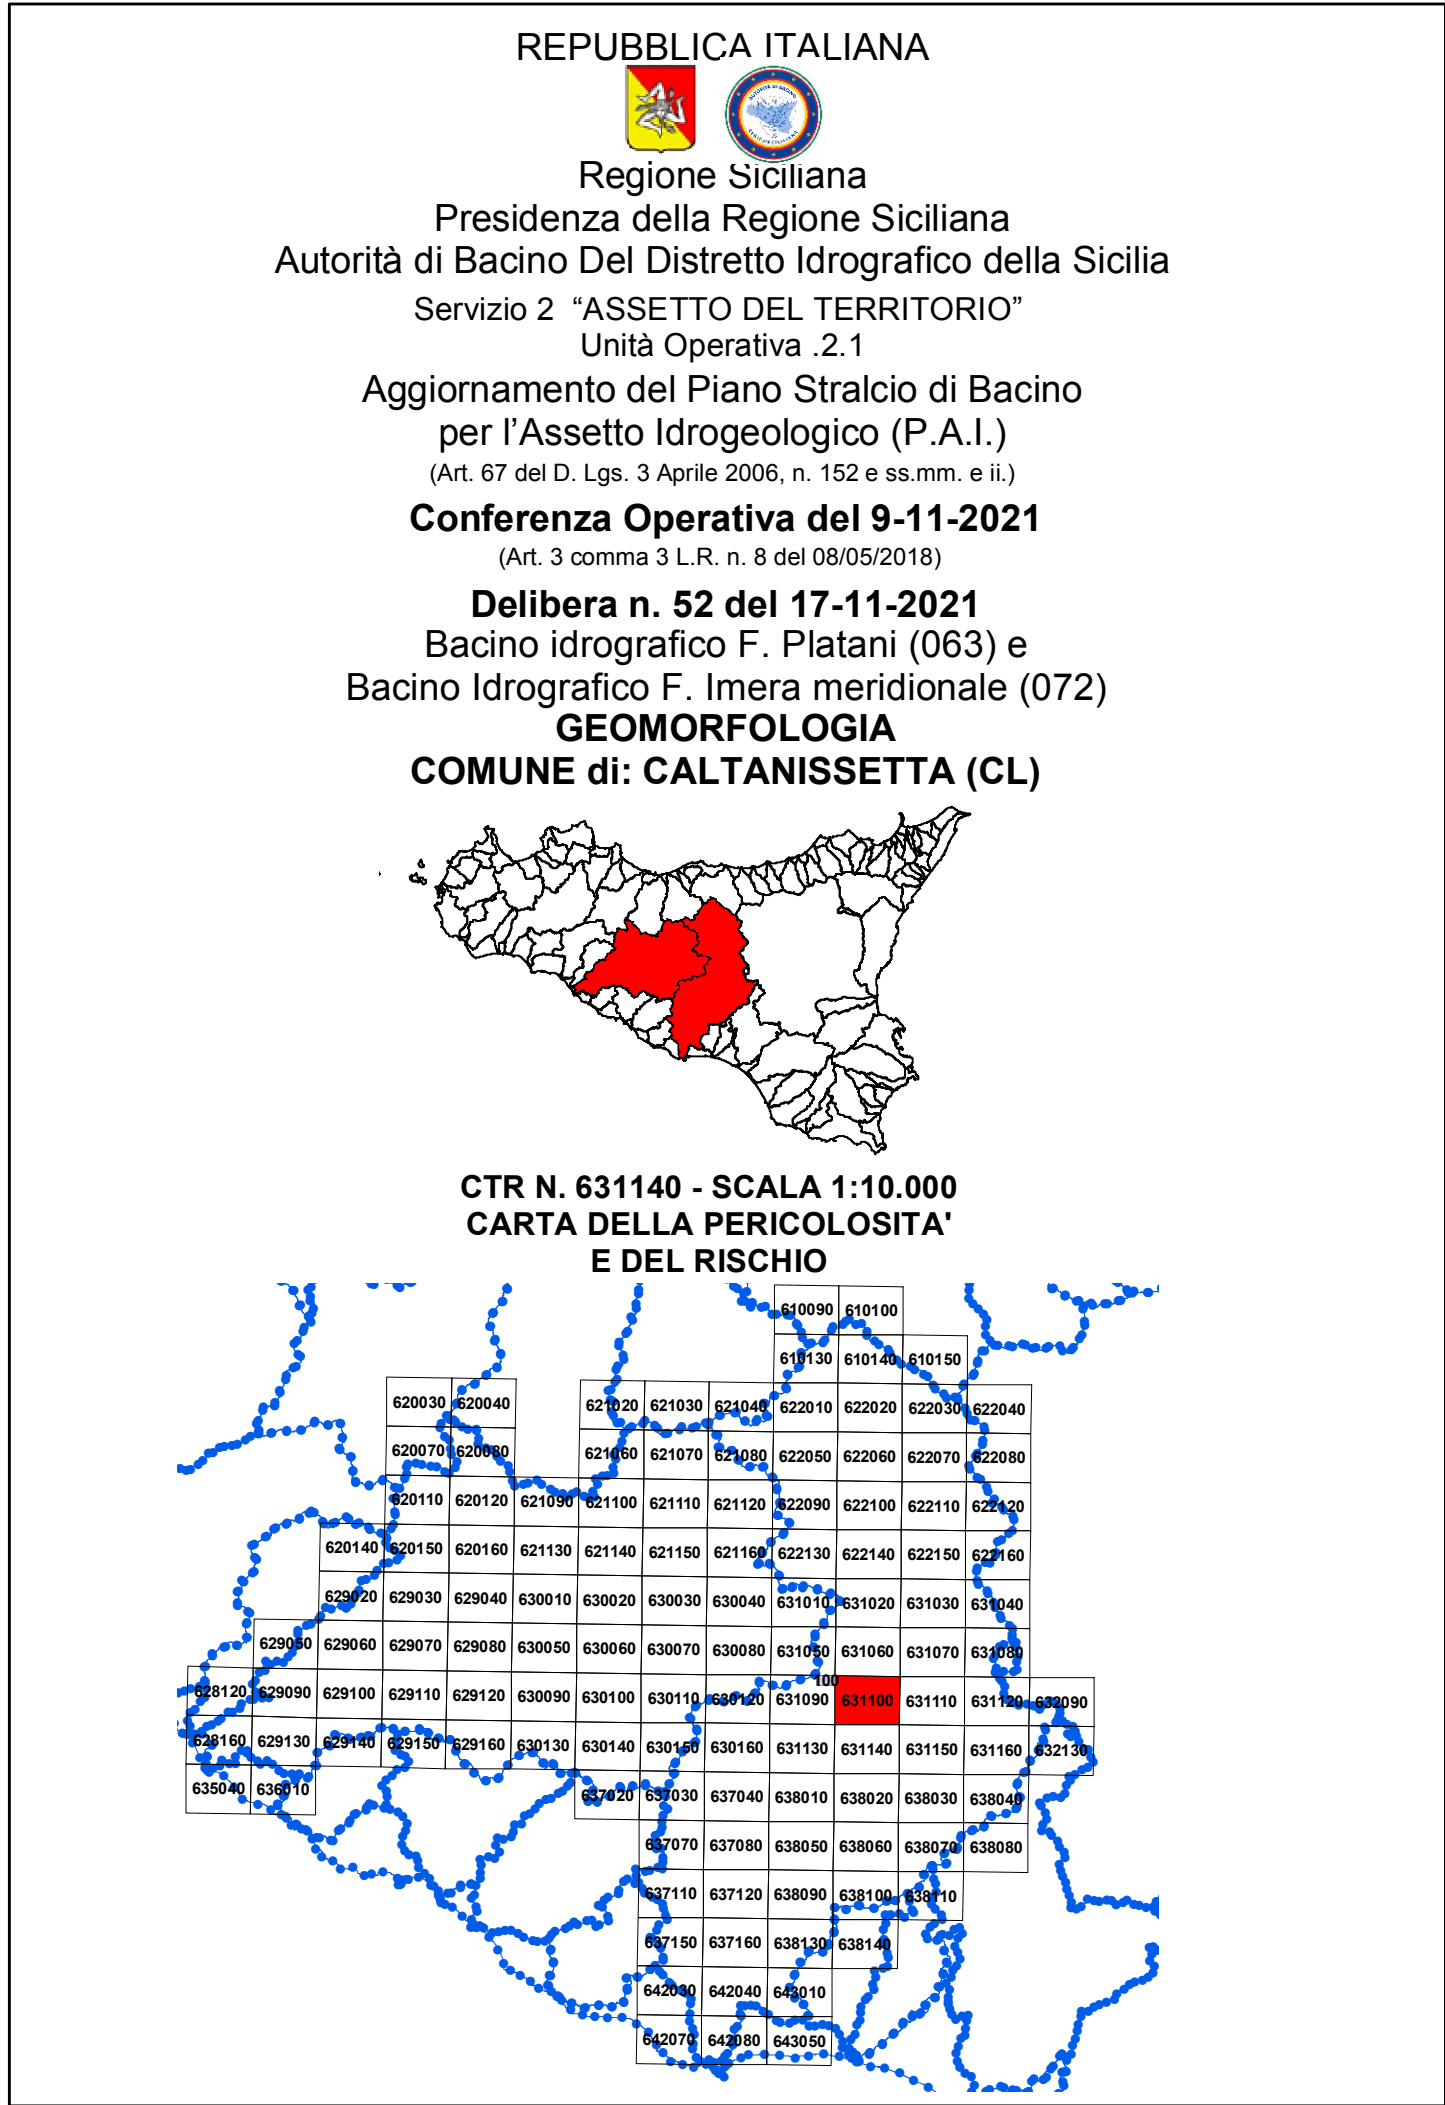 REPUBBLICA ITALIANA
AUTORITÀ DI BACINO
REGIONE SICILIANA
Regione Siciliana
Presidenza della Regione Siciliana
Autorità di Bacino Del Distretto Idrografico della Sicilia
Servizio 2 “ASSETTO DEL TERRITORIO”
Unità Operativa .2.1
Aggiornamento del Piano Stralcio di Bacino
per l’Assetto Idrogeologico (P.A.I.)
(Art. 67 del D. Lgs. 3 Aprile 2006, n. 152 e ss.mm. e ii.)
Conferenza Operativa del 9-11-2021
(Art. 3 comma 3 L.R. n. 8 del 08/05/2018)
Delibera n. 52 del 17-11-2021
Bacino idrografico F. Platani (063) e
Bacino Idrografico F. Imera meridionale (072)
GEOMORFOLOGIA
COMUNE di: CALTANISSETTA (CL)
CTR N. 631140 - SCALA 1:10.000
CARTA DELLA PERICOLOSITA'
E DEL RISCHIO
610090 610100
610130 610140 610150
620030 620040 621020 621030 621040 622010 622020 622030 622040
620070 620080 621060 621070 621080 622050 622060 622070 622080
620110 620120 621090 621100 621110 621120 622090 622100 622110 622120
620140 620150 620160 621130 621140 621150 621160 622130 622140 622150 622160
629020 629030 629040 630010 630020 630030 630040 631010 631020 631030 631040
629050 629060 629070 629080 630050 630060 630070 630080 631050 631060 631070 631080
100
628120 629090 629100 629110 629120 630090 630100 630110 630120 631090 631100 631110 631120 632090
628160 629130 629140 629150 629160 630130 630140 630150 630160 631130 631140 631150 631160 632130
635040 636010 637020 637030 637040 638010 638020 638030 638040
637070 637080 638050 638060 638070 638080
637110 637120 638090 638100 638110
637150 637160 638130 638140
642030 642040 643010
642070 642080 643050